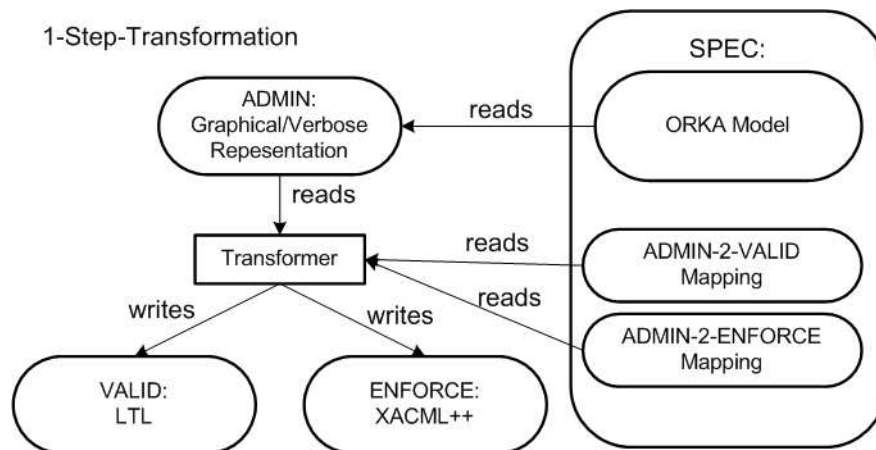 1-Step-Transformation
SPEC:
ADMIN:
Graphical/Verbose
Repesentation
reads
ORKA Model
reads
Transformer
reads
ADMIN-2-VALID
Mapping
reads
writes
writes
ADMIN-2-ENFORCE
Mapping
VALID:
LTL
ENFORCE:
XACML++